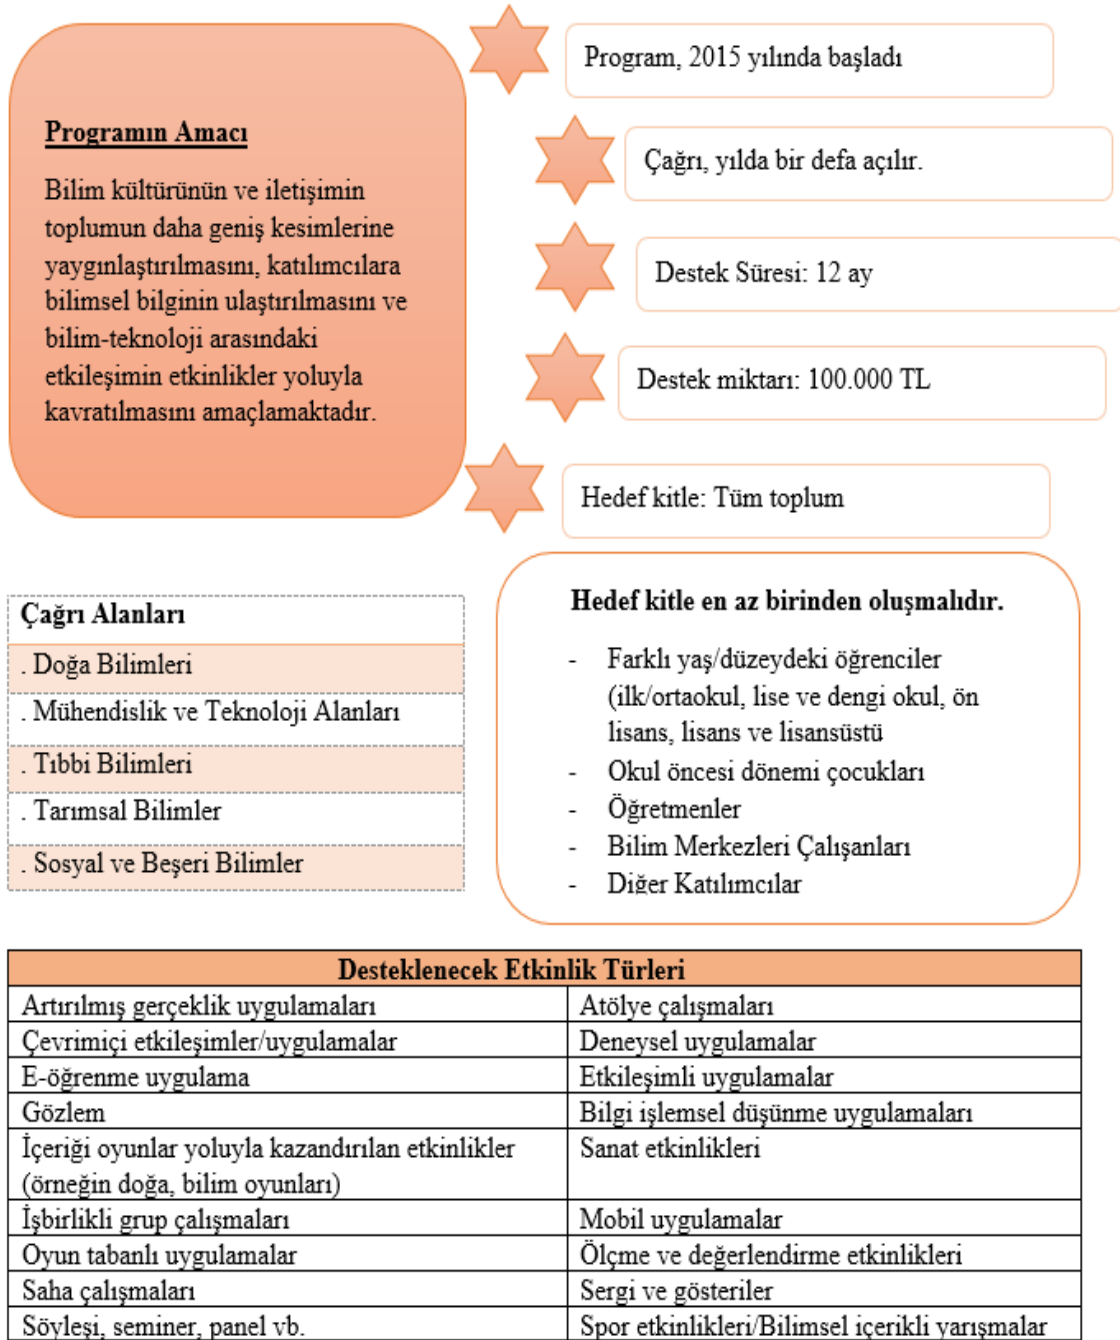 Programın Amacı
Bilim kültürünün ve iletişimin
toplumun daha geniş kesimlerine
yaygınlaştırılmasını, katılımcılara
bilimsel bilginin ulaştırılmasını ve
bilim-teknoloji arasındaki
etkileşimin etkinlikler yoluyla
kavratılmasını amaçlamaktadır.
Program, 2015 yılında başladı
Çağrı, yılda bir defa açılır.
Destek Süresi: 12 ay
Destek miktarı: 100.000 TL
Hedef kitle: Tüm toplum
Çağrı Alanları
. Doğa Bilimleri
. Mühendislik ve Teknoloji Alanları
. Tıbbi Bilimleri
. Tarımsal Bilimler
. Sosyal ve Beşeri Bilimler
Hedef kitle en az birinden oluşmalıdır.
- Farklı yaş/düzeydeki öğrenciler
(ilk/ortaokul, lise ve dengi okul, ön
lisans, lisans ve lisansüstü
- Okul öncesi dönemi çocukları
- Öğretmenler
- Bilim Merkezleri Çalışanları
- Diğer Katılımcılar
Desteklenecek Etkinlik Türleri
Artırılmış gerçeklik uygulamaları
Atölye çalışmaları
Çevrimiçi etkileşimler/uygulamalar
Deneysel uygulamalar
E-öğrenme uygulama
Etkileşimli uygulamalar
Gözlem
Bilgi işlemsel düşünme uygulamaları
İçeriği oyunlar yoluyla kazandırılan etkinlikler
(örneğin doğa, bilim oyunları)
Sanat etkinlikleri
İşbirlikli grup çalışmaları
Mobil uygulamalar
Oyun tabanlı uygulamalar
Ölçme ve değerlendirme etkinlikleri
Saha çalışmaları
Sergi ve gösteriler
Söyleşi, seminer, panel vb.
Spor etkinlikleri/Bilimsel içerikli yarışmalar